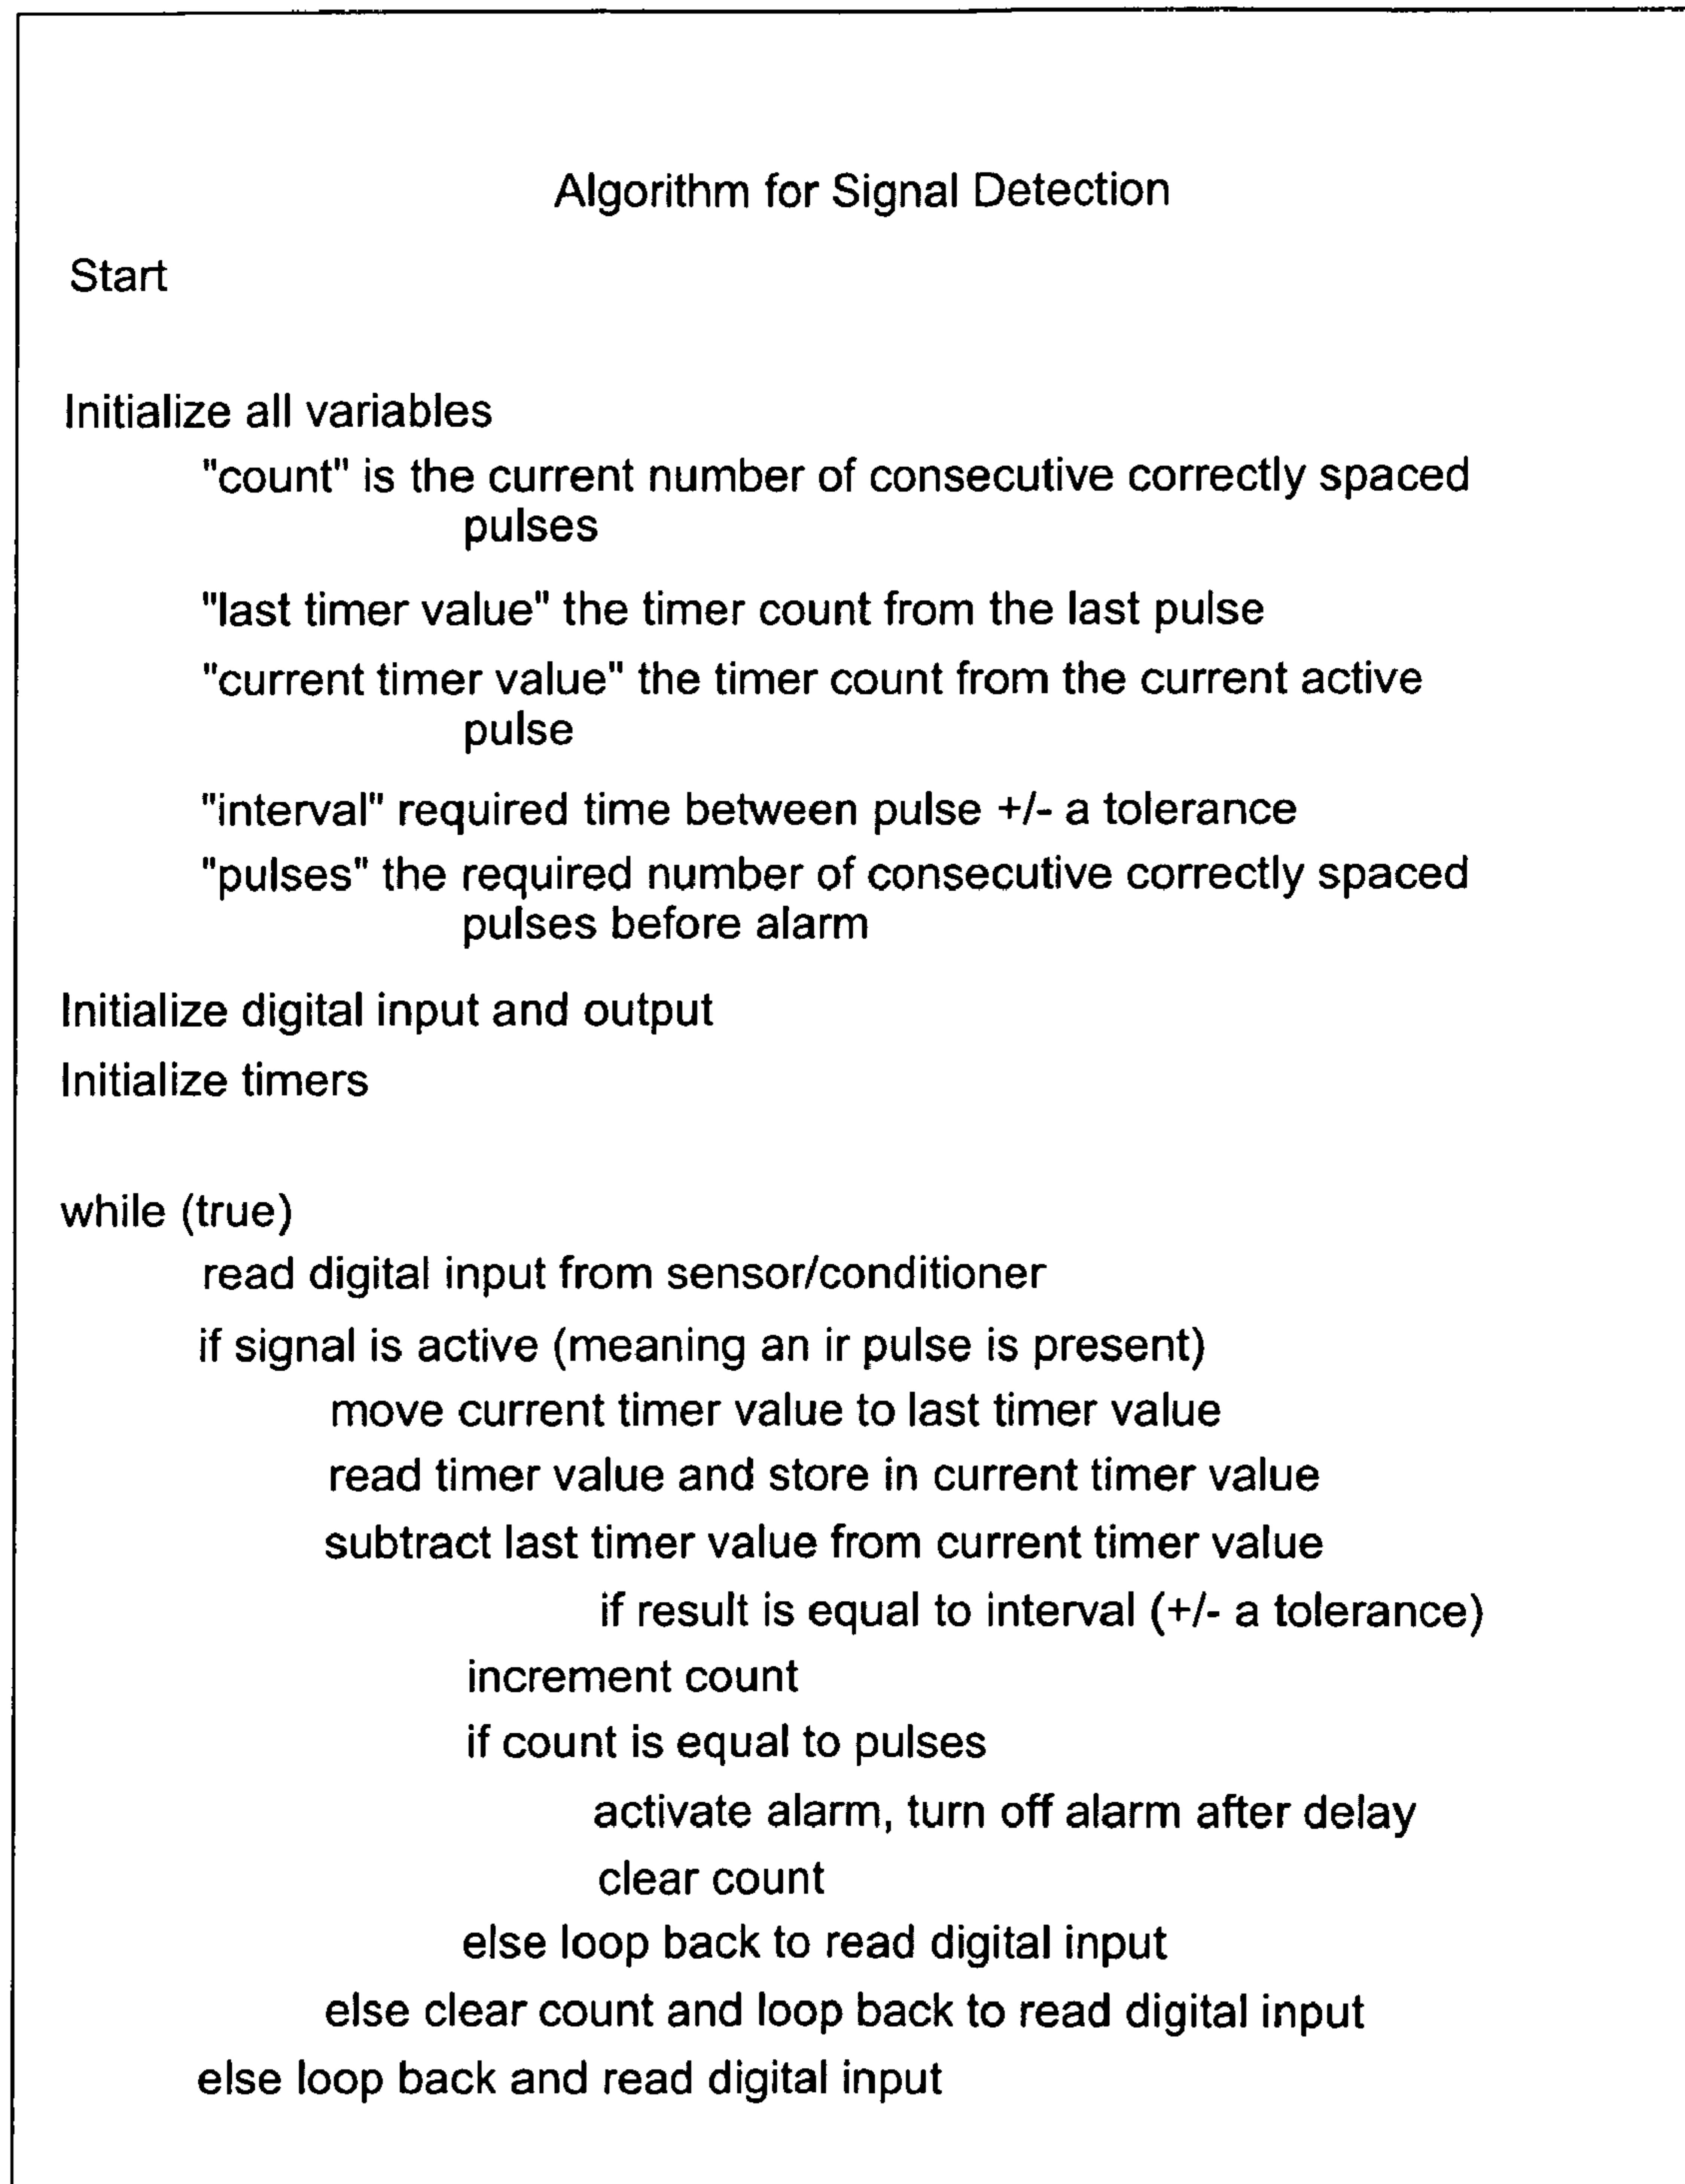 Algorithm for Signal Detection
Start
Initialize all variables
"count" is the current number of consecutive correctly spaced
pulses
"last timer value" the timer count from the last pulse
"current timer value" the timer count from the current active
pulse
"interval" required time between pulse +/- a tolerance
"pulses" the required number of consecutive correctly spaced
pulses before alarm
Initialize digital input and output
Initialize timers
while (true)
read digital input from sensor/conditioner
if signal is active (meaning an ir pulse is present)
move current timer value to last timer value
read timer value and store in current timer value
subtract last timer value from current timer value
if result is equal to interval (+/- a tolerance)
increment count
if count is equal to pulses
activate alarm, turn off alarm after delay
clear count
else loop back to read digital input
else clear count and loop back to read digital input
else loop back and read digital input